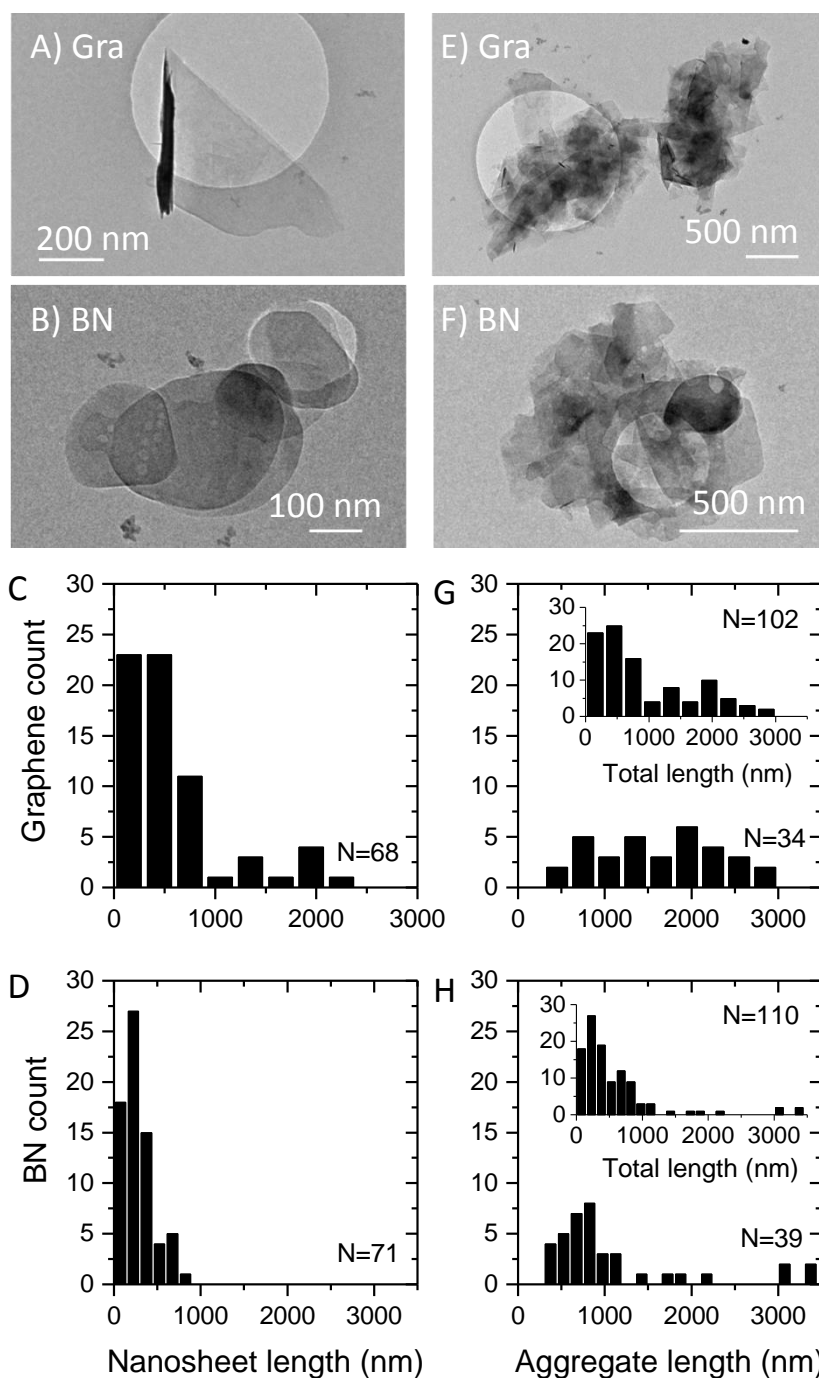 A) Gra
200 nm
E) Gra
500 nm
B) BN
100 nm
F) BN
500 nm
C
30
25
20
15
10
5
0
Graphene count
N=68
0 1000 2000 3000
G
30
25
20
15
10
5
0
30
20
10
0
N=102
0 1000 2000 3000
Total length (nm)
N=34
0 1000 2000 3000
D
30
25
20
15
10
5
0
BN count
N=71
0 1000 2000 3000
Nanosheet length (nm)
H
30
25
20
15
10
5
0
30
20
10
0
N=110
0 1000 2000 3000
Total length (nm)
N=39
0 1000 2000 3000
Aggregate length (nm)